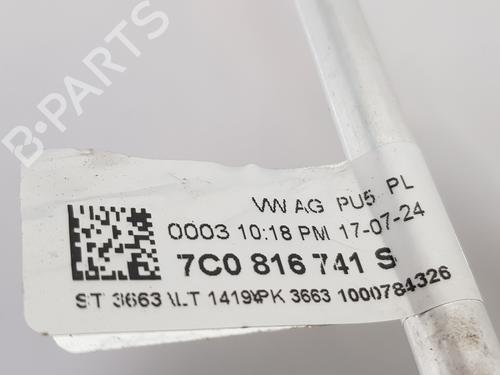 B-PARTS
VW AG PU5 PL
0003 10:18 PM 17-07-24
7C0 816 741 S
ST 3663 \LT 1419\PK 3663 1000784326